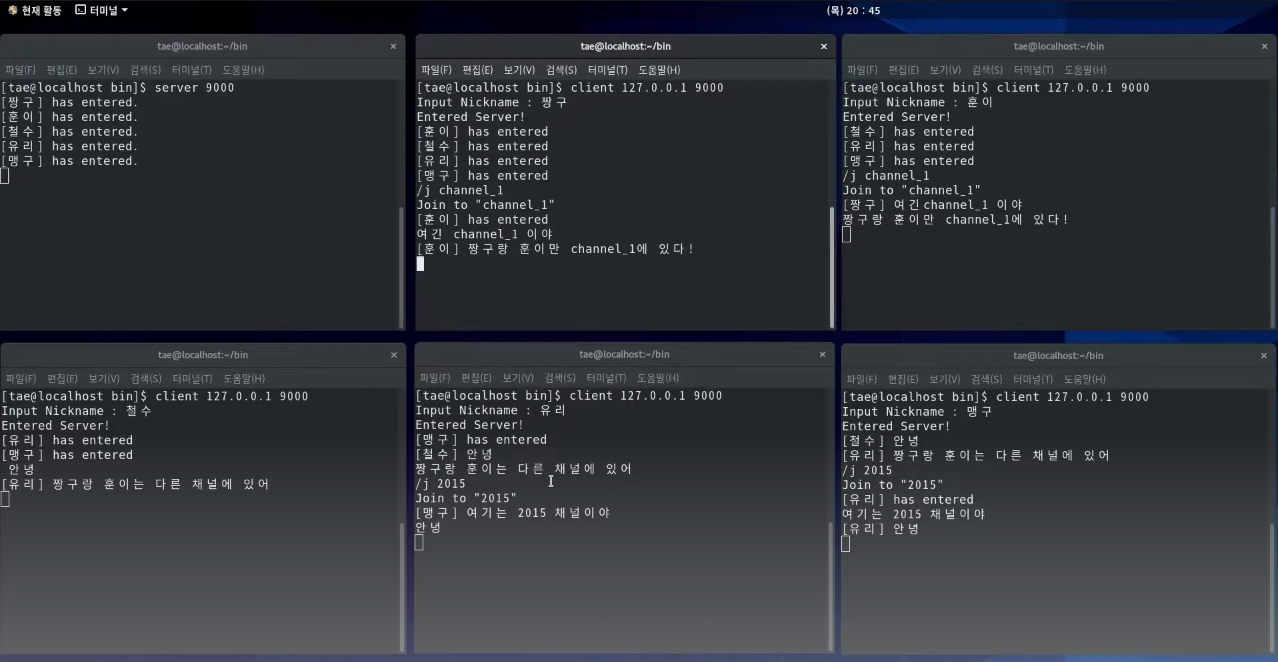 현재 활동 터미널 (목) 20 : 45
tae@localhost:~/bin
파일(F) 편집(E) 보기(V) 검색(S) 터미널(T) 도움말(H)
[tae@localhost bin]$ server 9000
[짱구] has entered.
[훈이] has entered.
[철수] has entered.
[유리] has entered.
[맹구] has entered.
tae@localhost:~/bin
파일(F) 편집(E) 보기(V) 검색(S) 터미널(T) 도움말(H)
[tae@localhost bin]$ client 127.0.0.1 9000
Input Nickname : 짱구
Entered Server!
[훈이] has entered
[철수] has entered
[유리] has entered
[맹구] has entered
/j channel_1
Join to "channel_1"
[훈이] has entered
여긴 channel_1 이야
[훈이] 짱구랑 훈이만 channel_1에 있다!
tae@localhost:~/bin
파일(F) 편집(E) 보기(V) 검색(S) 터미널(T) 도움말(H)
[tae@localhost bin]$ client 127.0.0.1 9000
Input Nickname : 훈이
Entered Server!
[철수] has entered
[유리] has entered
[맹구] has entered
/j channel_1
Join to "channel_1"
[짱구] 여긴 channel_1 이야
짱구랑 훈이만 channel_1에 있다!
tae@localhost:~/bin
파일(F) 편집(E) 보기(V) 검색(S) 터미널(T) 도움말(H)
[tae@localhost bin]$ client 127.0.0.1 9000
Input Nickname : 철수
Entered Server!
[유리] has entered
[맹구] has entered
안녕
[유리] 짱구랑 훈이는 다른 채널에 있어
tae@localhost:~/bin
파일(F) 편집(E) 보기(V) 검색(S) 터미널(T) 도움말(H)
[tae@localhost bin]$ client 127.0.0.1 9000
Input Nickname : 유리
Entered Server!
[맹구] has entered
[철수] 안녕
짱구랑 훈이는 다른 채널에 있어
/j 2015
Join to "2015"
[맹구] 여기는 2015 채널이야
안녕
tae@localhost:~/bin
파일(F) 편집(E) 보기(V) 검색(S) 터미널(T) 도움말(H)
[tae@localhost bin]$ client 127.0.0.1 9000
Input Nickname : 맹구
Entered Server!
[철수] 안녕
[유리] 짱구랑 훈이는 다른 채널에 있어
/j 2015
Join to "2015"
[유리] has entered
여기는 2015 채널이야
[유리] 안녕